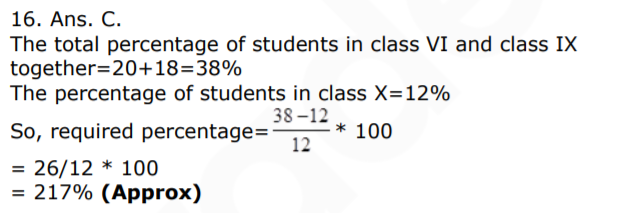 16. Ans. C.
The total percentage of students in class VI and class IX
together=20+18=38%
The percentage of students in class X=12%
So, required percentage= 38–12 / 12 * 100
= 26/12 * 100
= 217% (Approx)